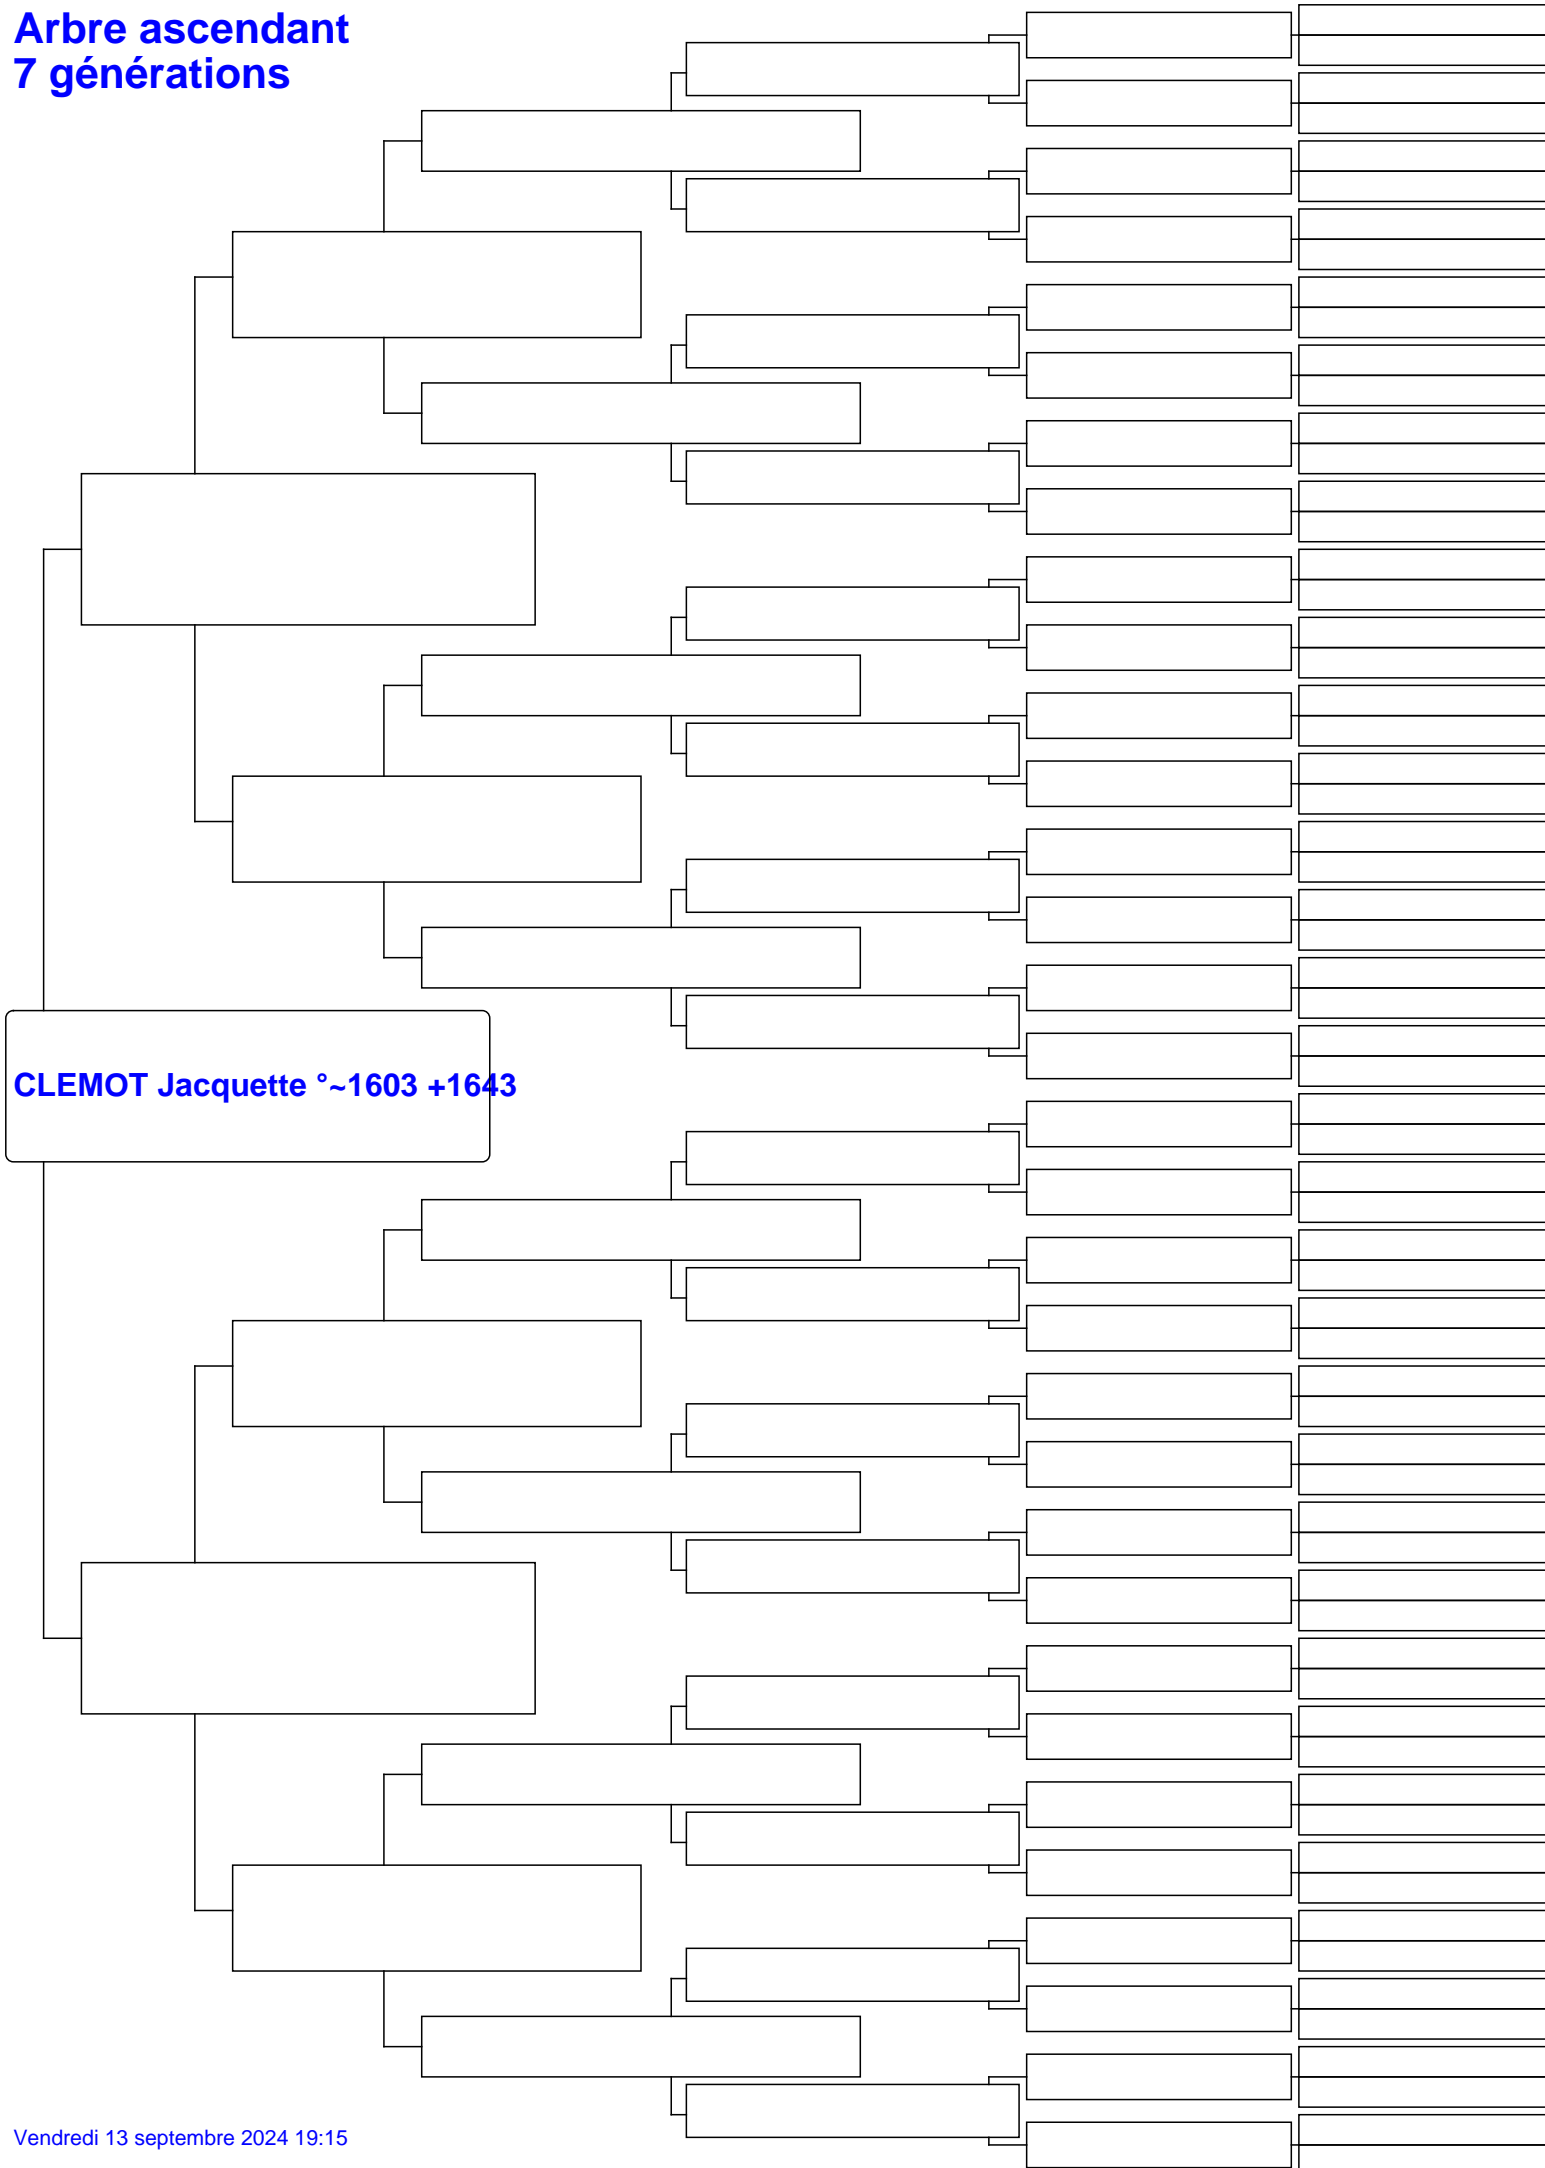 Arbre ascendant
7 générations
CLEMOT Jacquette °~1603 +1643
Vendredi 13 septembre 2024 19:15